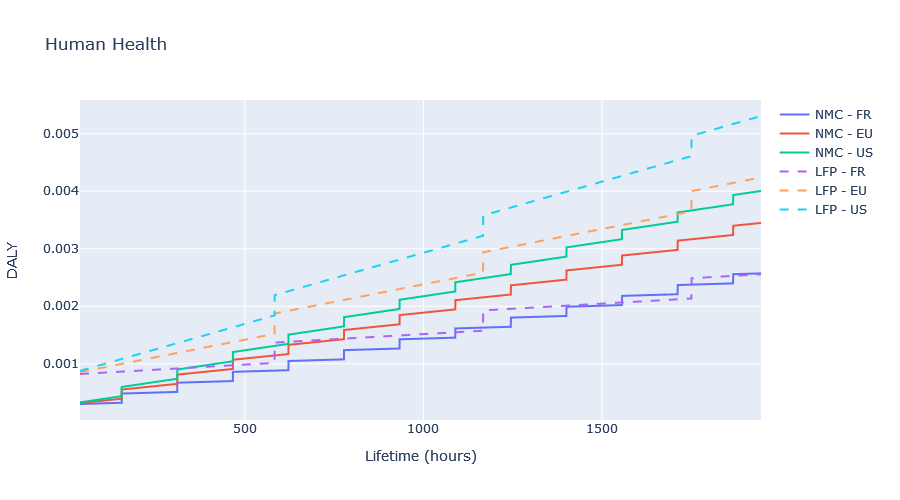 Human Health
DALY
0.005
0.004
0.003
0.002
0.001
500
1000
1500
Lifetime (hours)
NMC - FR
NMC - EU
NMC - US
LFP - FR
LFP - EU
LFP - US